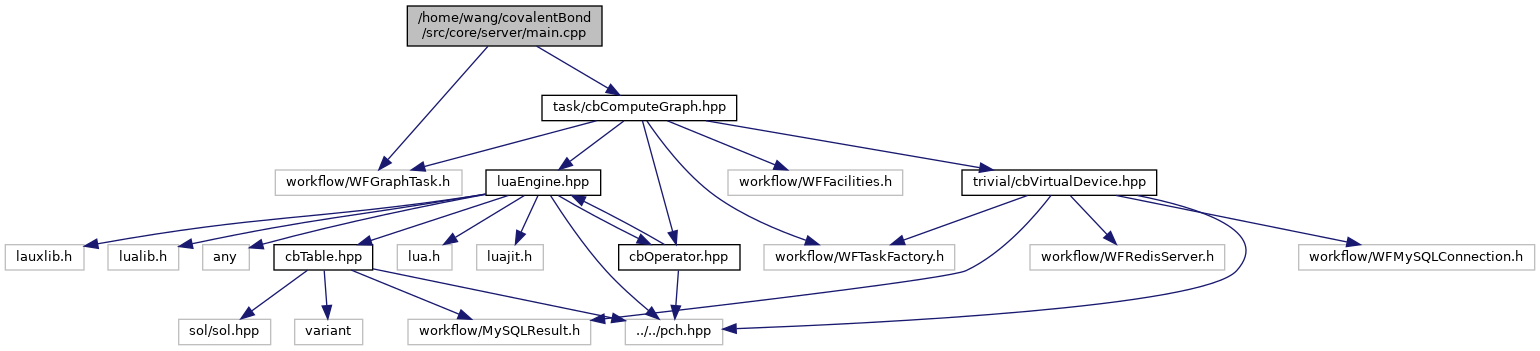 /home/wang/covalentBond
/src/core/server/main.cpp
task/cbComputeGraph.hpp
workflow/WFGraphTask.h
luaEngine.hpp
workflow/WFFacilities.h
trivial/cbVirtualDevice.hpp
lauxlib.h
lualib.h
any
cbTable.hpp
lua.h
luajit.h
cbOperator.hpp
workflow/WFTaskFactory.h
workflow/WFRedisServer.h
workflow/WFMySQLConnection.h
sol/sol.hpp
variant
workflow/MySQLResult.h
../../pch.hpp